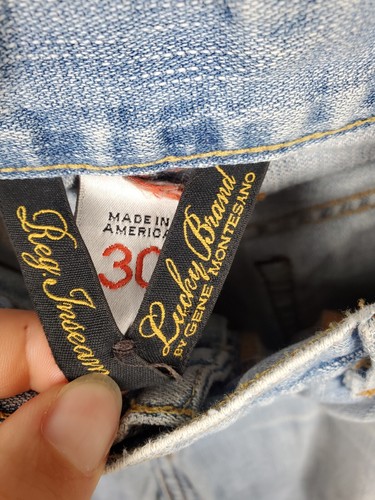 Reg Inseam
MADE IN
AMERICA
30
Lucky Brand
BY GENE MONTESANO